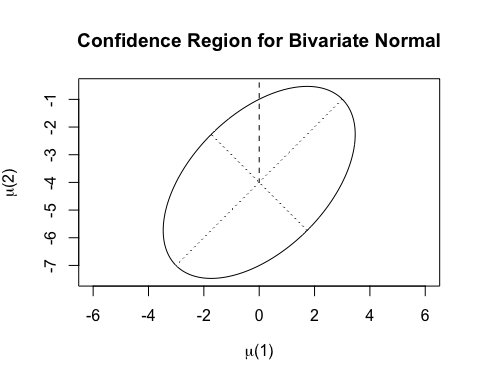 Confidence Region for Bivariate Normal
μ(2)
-1
-2
-3
-4
-5
-6
-7
-6 -4 -2 0 2 4 6
μ(1)